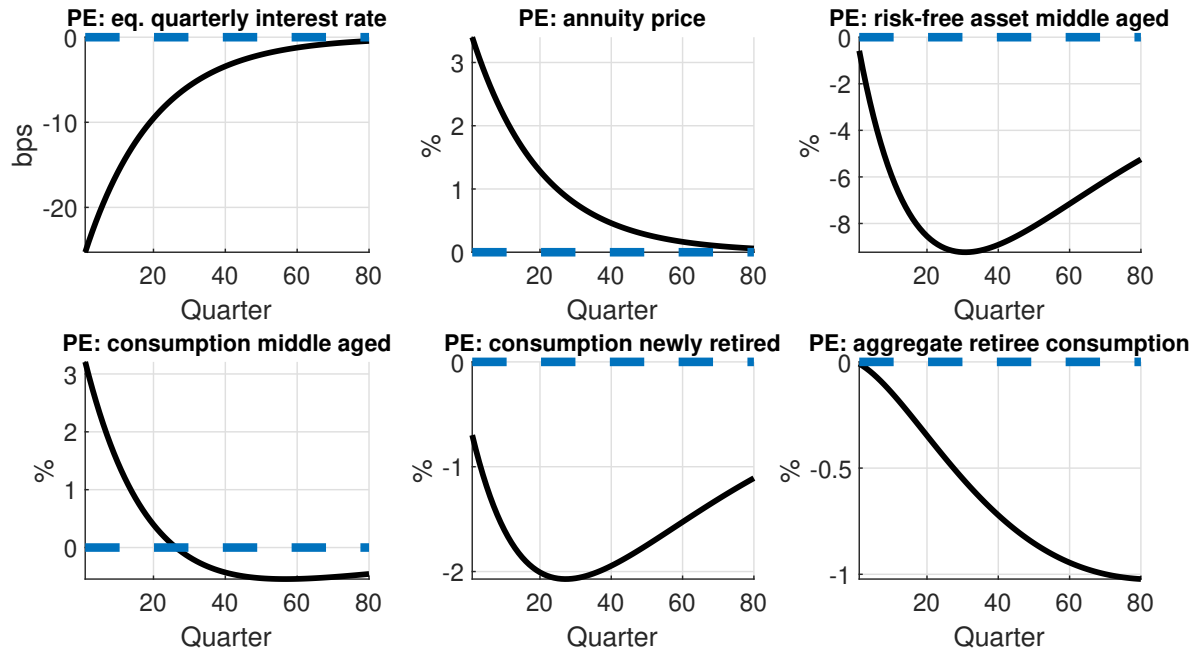 PE: eq. quarterly interest rate
0
-10
-20
bps
20 40 60 80
Quarter
PE: annuity price
3
2
1
0
%
20 40 60 80
Quarter
PE: risk-free asset middle aged
0
-2
-4
-6
-8
%
20 40 60 80
Quarter
PE: consumption middle aged
3
2
1
0
%
20 40 60 80
Quarter
PE: consumption newly retired
0
-1
-2
%
20 40 60 80
Quarter
PE: aggregate retiree consumption
0
-0.5
-1
%
20 40 60 80
Quarter